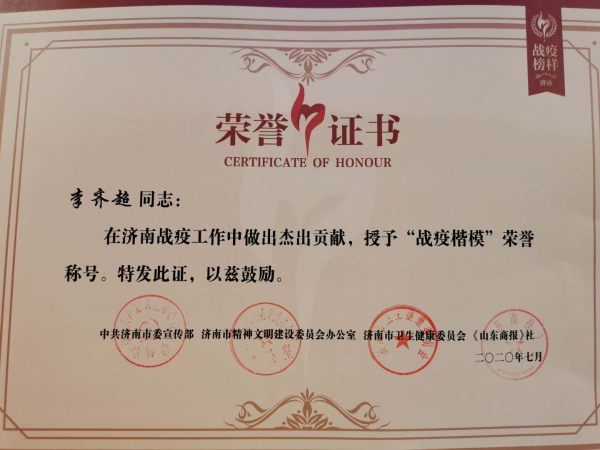 战疫
榜样
济南
荣誉证书
CERTIFICATE OF HONOUR
李齐超 同志：
在济南战疫工作中做出杰出贡献，授予“战疫楷模”荣誉
称号。特发此证，以兹鼓励。
中共济南市委宣传部 济南市精神文明建设委员会办公室 济南市卫生健康委员会 《山东商报》社
二〇二〇年七月